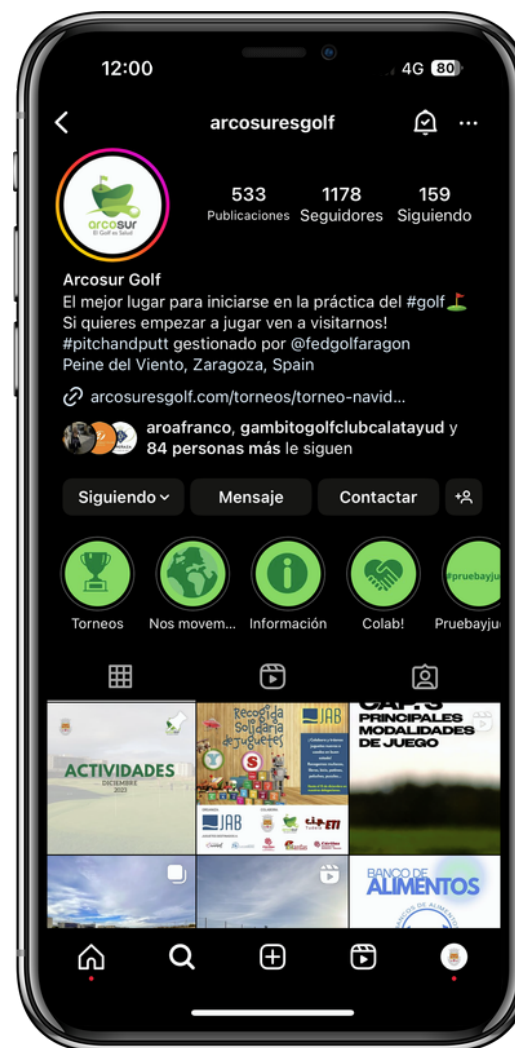 12:00
4G 80
arcosuresgolf
533 1178 159
Publicaciones Seguidores Siguiendo
arcosur
El Golf es Salud
Arcosur Golf
El mejor lugar para iniciarse en la práctica del #golf
Si quieres empezar a jugar ven a visitarnos!
#pitchandputt gestionado por @fedgolfaragon
Peine del Viento, Zaragoza, Spain
arcosuresgolf.com/torneos/torneo-navid...
aroafranco, gambitogolfclubcalatayud y
84 personas más le siguen
Siguiendo Mensaje Contactar
#pruebayju
Torneos Nos movem... Información Colab! Pruebayju
ACTIVIDADES
DICIEMBRE
2023
Recogida
Solidaria
de juguetes
JAB
Y
S
JAB
ETI
PRINCIPALES
MODALIDADES
DE JUEGO
BANCO DE
ALIMENTOS